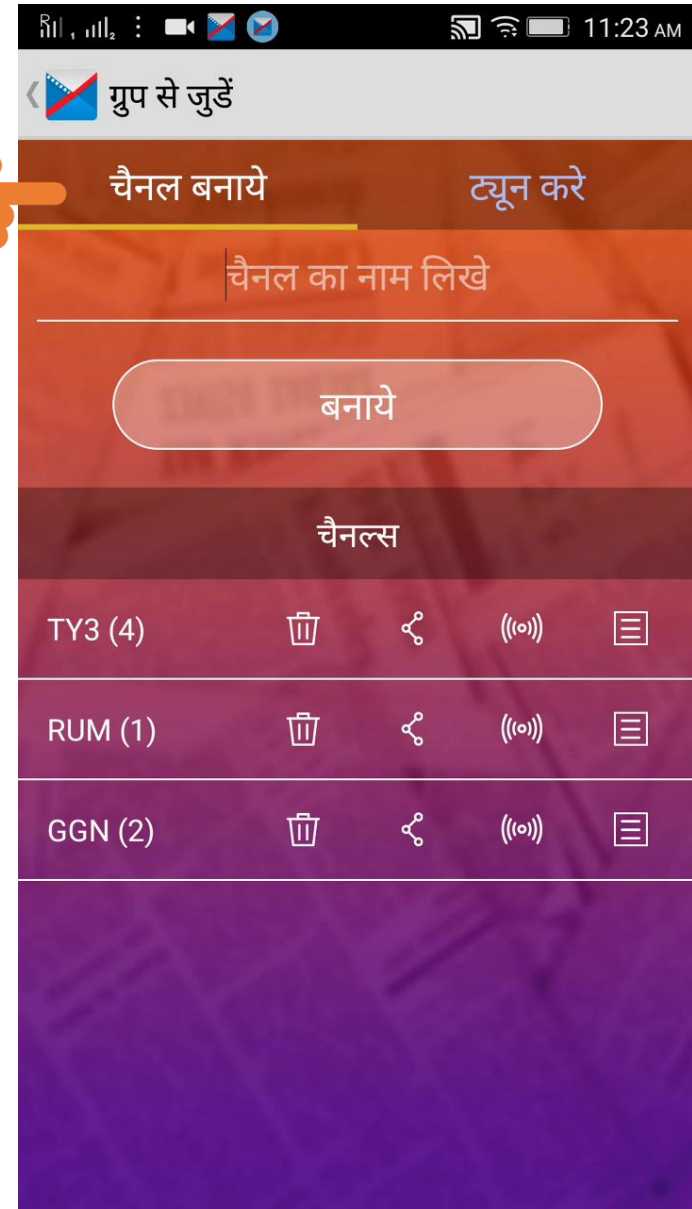 11:23 AM
ग्रुप से जुडें
चैनल बनाये ट्यून करे
चैनल का नाम लिखे
बनाये
चैनल्स
TY3 (4)
RUM (1)
GGN (2)